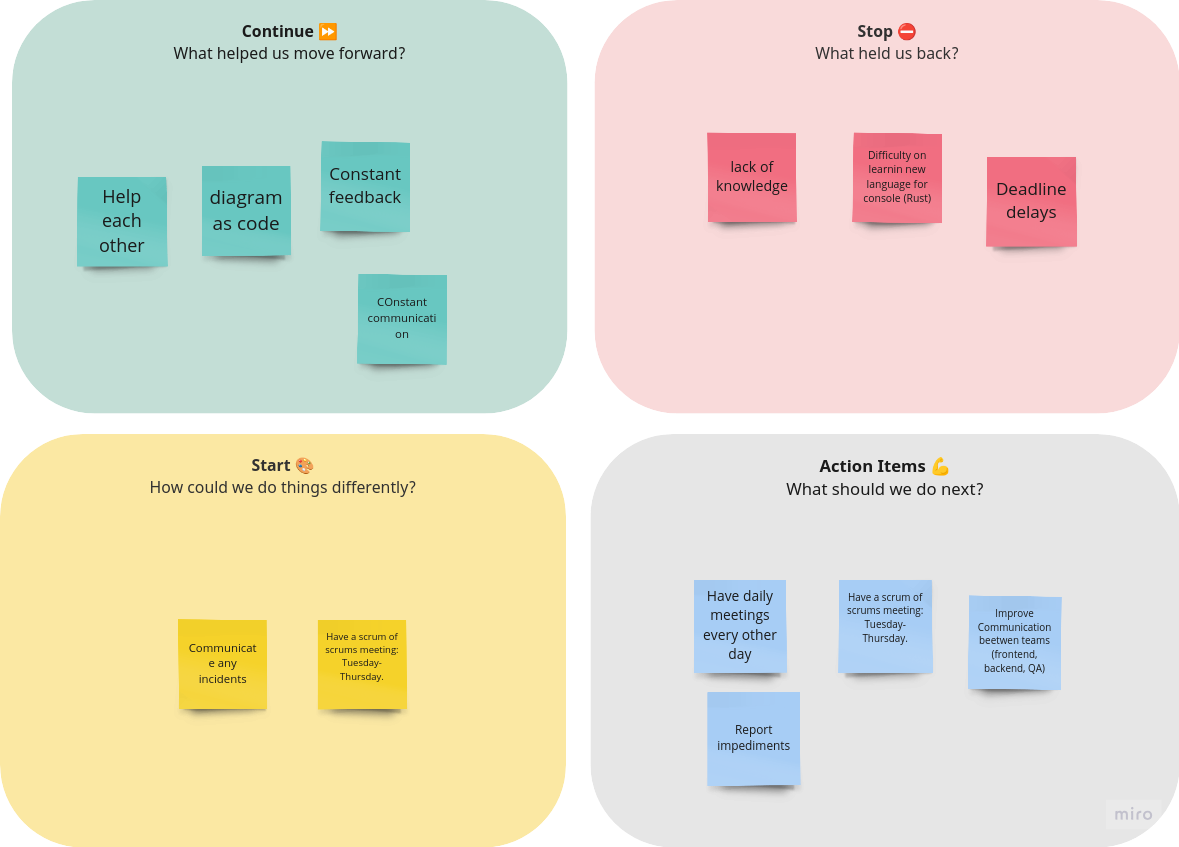 Continue ⏩
What helped us move forward?
Help
each
other
diagram
as code
Constant
feedback
COnstant
communicati
on
Stop ⛔
What held us back?
lack of
knowledge
Difficulty on
learnin new
language for
console (Rust)
Deadline
delays
Start 🎨
How could we do things differently?
Communicat
e any
incidents
Have a scrum of
scrums meeting:
Tuesday-
Thursday.
Action Items 💪
What should we do next?
Have daily
meetings
every other
day
Have a scrum of
scrums meeting:
Tuesday-
Thursday.
Improve
Communication
beetwen teams
(frontend,
backend, QA)
Report
impediments
miro